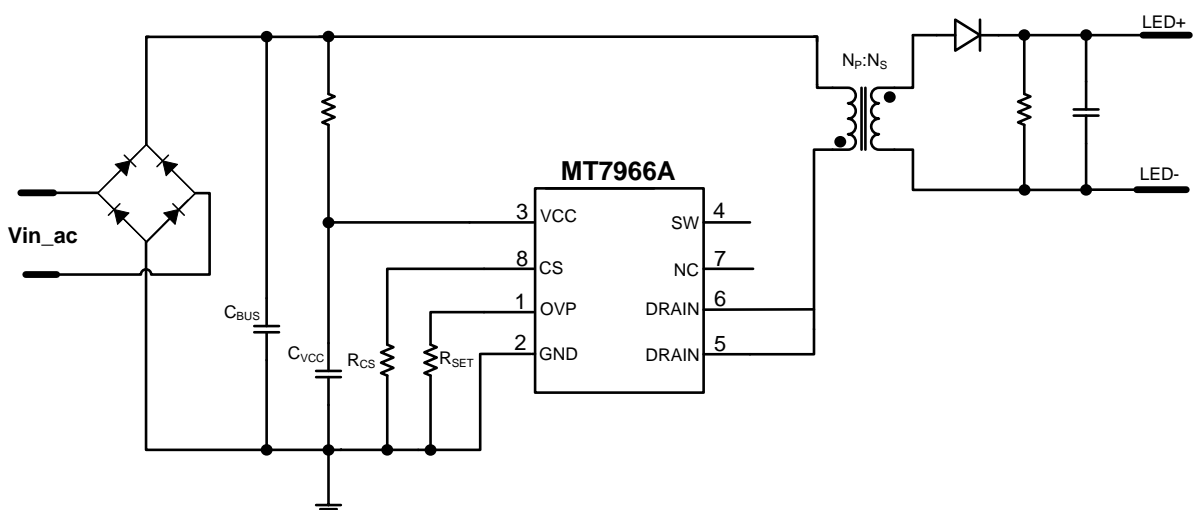 LED+
NP:NS
MT7966A
3 VCC
SW 4
Vin_ac
8 CS
NC 7
CBUS
1 OVP
DRAIN 6
CVCC
RCS
RSET
2 GND
DRAIN 5
LED-